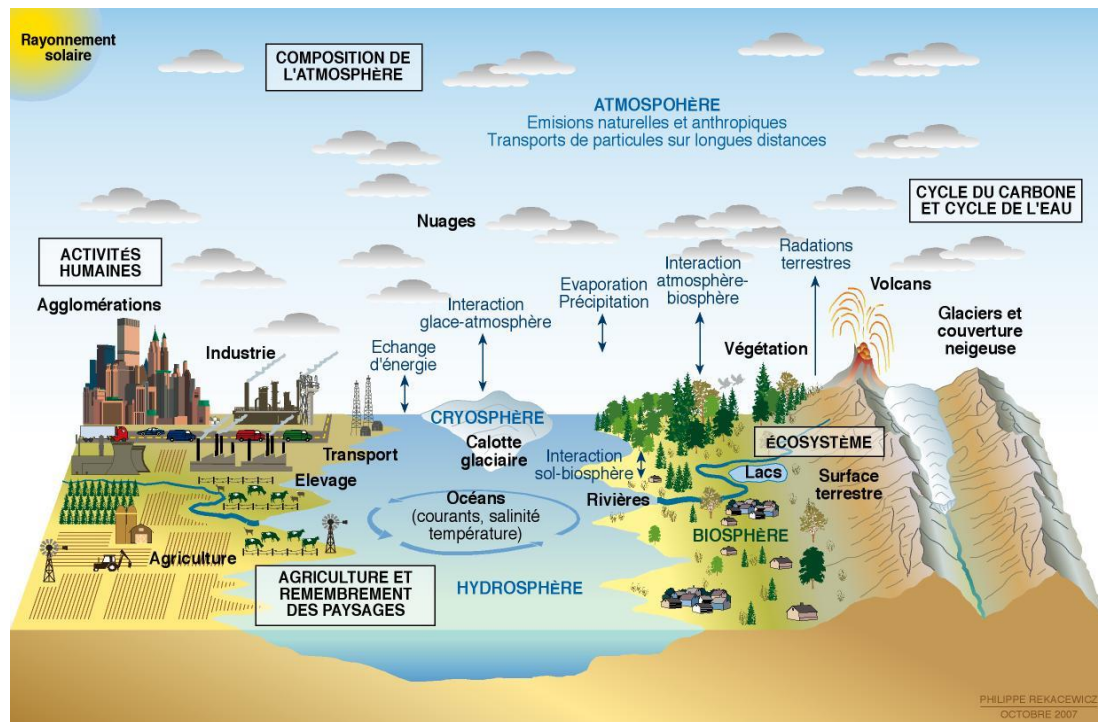 Rayonnement
solaire
COMPOSITION DE
L'ATMOSPHÈRE
ATMOSPOHÈRE
Emisions naturelles et anthropiques
Transports de particules sur longues distances
CYCLE DU CARBONE
ET CYCLE DE L'EAU
Nuages
ACTIVITÉS
HUMAINES
Agglomérations
Industrie
Echange
d'énergie
Interaction
glace-atmosphère
Evaporation
Précipitation
Interaction
atmosphère-
biosphère
Radations
terrestres
Volcans
Glaciers et
couverture
neigeuse
Végétation
CRYOSPHÈRE
Calotte
glaciaire
Transport
Elevage
Interaction
sol-biosphère
ÉCOSYSTÈME
Lacs
Surface
terrestre
Rivières
Océans
(courants, salinité
température)
BIOSPHÈRE
Agriculture
AGRICULTURE ET
REMEMBREMENT
DES PAYSAGES
HYDROSPHÈRE
PHILIPPE REKACEWICZ
OCTOBRE 2007